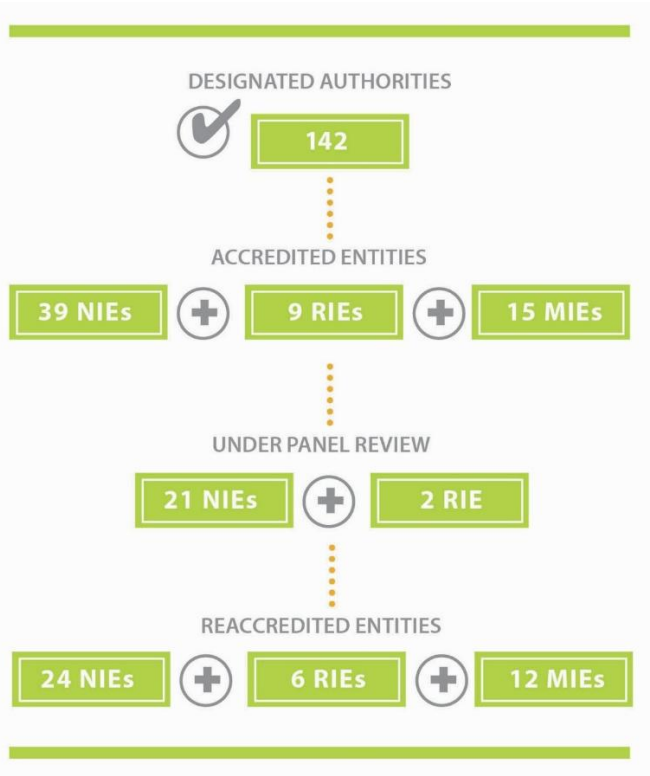 DESIGNATED AUTHORITIES
142
ACCREDITED ENTITIES
39 NIEs 9 RIEs 15 MIEs
UNDER PANEL REVIEW
21 NIEs 2 RIE
REACCREDITED ENTITIES
24 NIEs 6 RIEs 12 MIEs